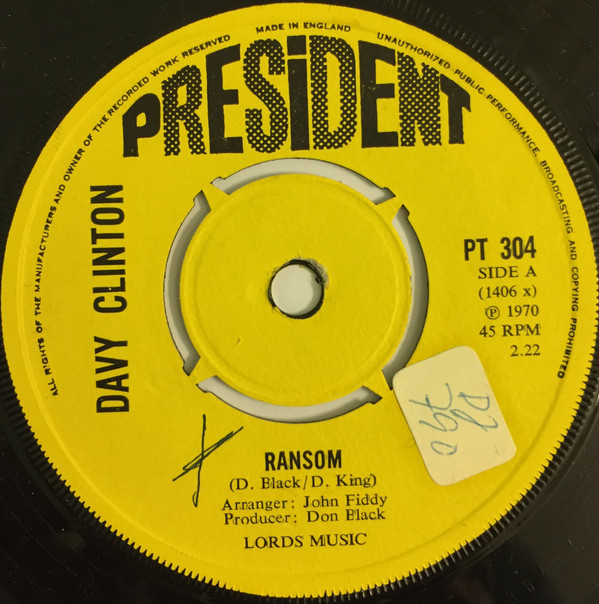 ALL RIGHTS OF THE MANUFACTURERS AND OWNER OF THE RECORDED WORK RESERVED
MADE IN ENGLAND
UNAUTHORIZED PUBLIC PERFORMANCE, BROADCASTING AND COPYING PROHIBITED
PRESiDENT
DAVY CLINTON
PT 304
SIDE A
(1406 x)
℗ 1970
45 RPM
2.22
RANSOM
(D. Black/D. King)
Arranger: John Fiddy
Producer: Don Black
LORDS MUSIC